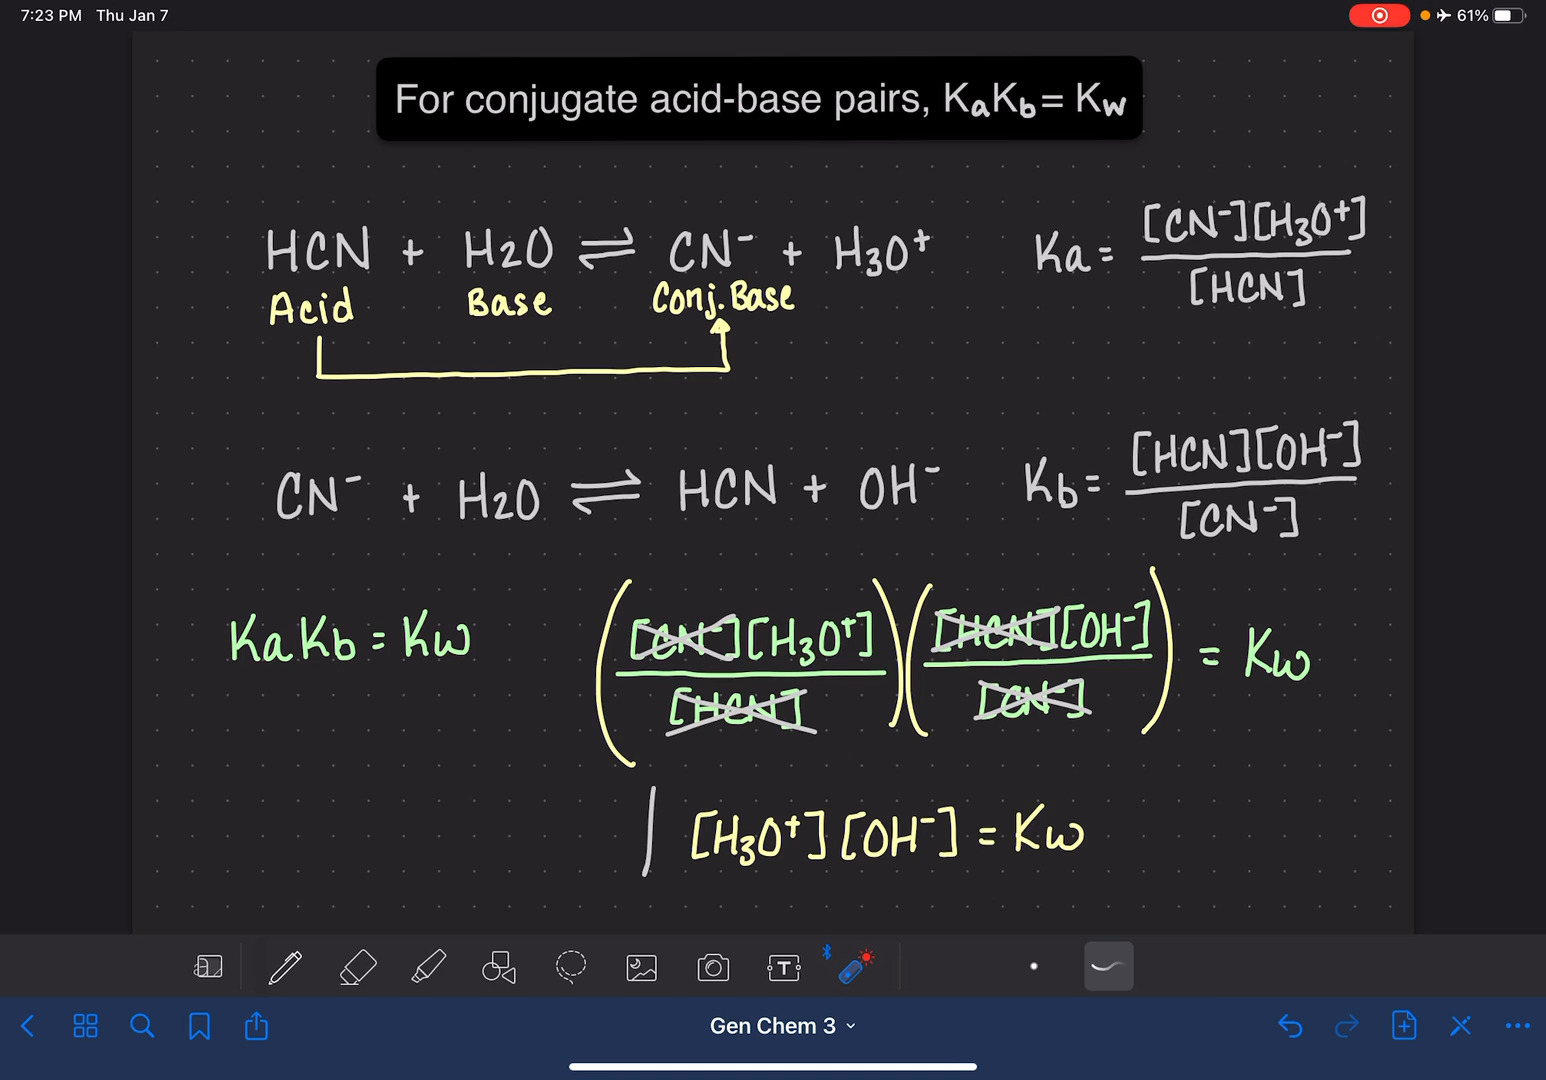 7:23 PM Thu Jan 7
61%
For conjugate acid-base pairs, KaKb = Kw
HCN + H2O ⇌ CN⁻ + H3O⁺
Ka = [CN⁻][H3O⁺] / [HCN]
Acid Base Conj. Base
CN⁻ + H2O ⇌ HCN + OH⁻
Kb = [HCN][OH⁻] / [CN⁻]
KaKb = Kw
([CN⁻][H3O⁺] / [HCN]) ([HCN][OH⁻] / [CN⁻]) = Kw
[H3O⁺][OH⁻] = Kw
T
Gen Chem 3